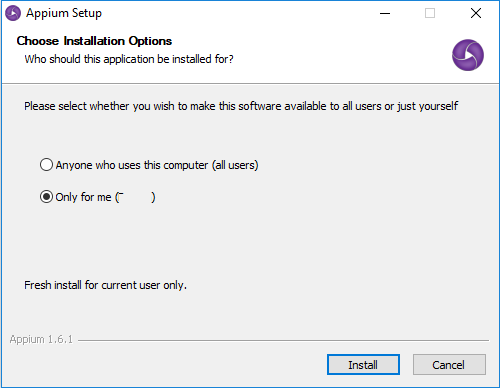 Appium Setup
Choose Installation Options
Who should this application be installed for?
Please select whether you wish to make this software available to all users or just yourself
Anyone who uses this computer (all users)
Only for me ( )
Fresh install for current user only.
Appium 1.6.1
Install Cancel